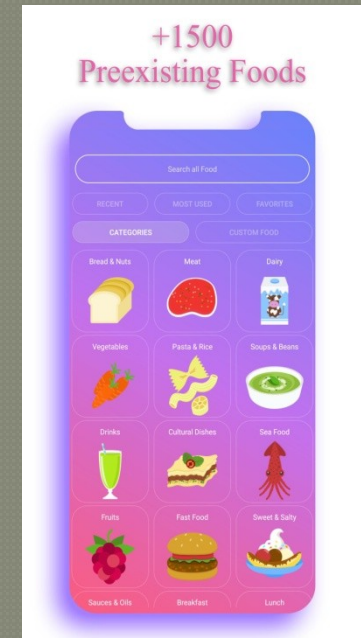 +1500
Preexisting Foods
Search all Food
RECENT MOST USED FAVORITES
CATEGORIES CUSTOM FOOD
Bread & Nuts Meat Dairy
Vegetables Pasta & Rice Soups & Beans
Drinks Cultural Dishes Sea Food
Fruits Fast Food Sweet & Salty
Sauces & Oils Breakfast Lunch